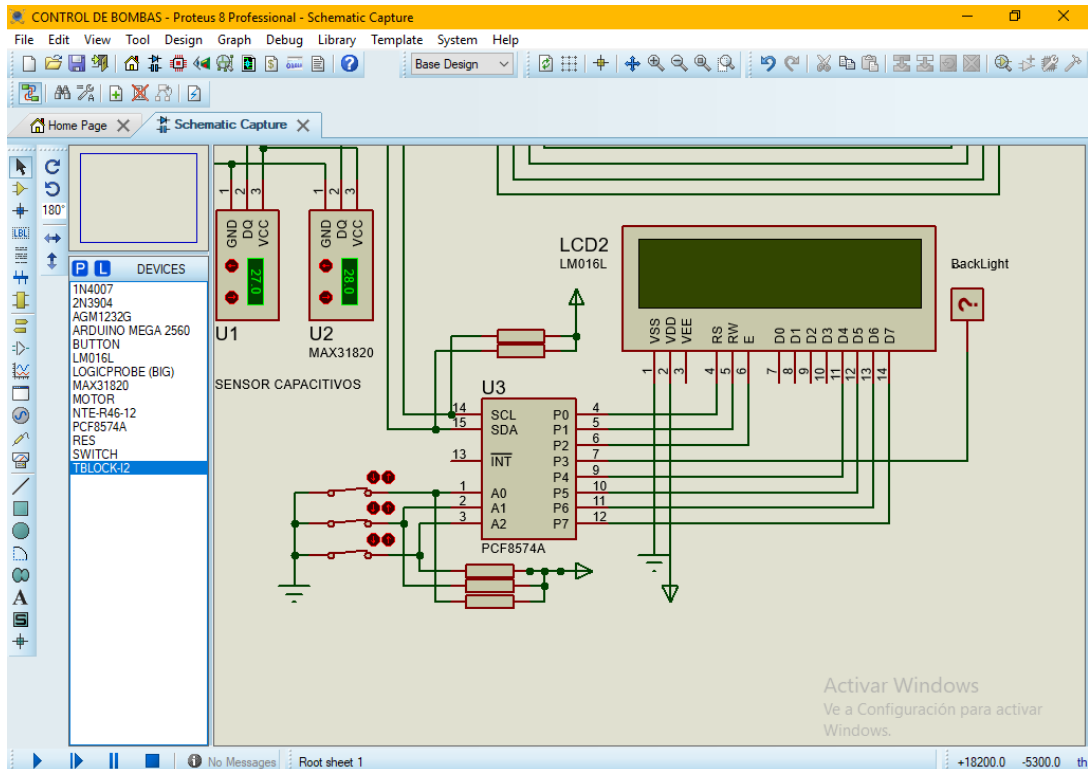 CONTROL DE BOMBAS - Proteus 8 Professional - Schematic Capture
File Edit View Tool Design Graph Debug Library Template System Help
Base Design
Home Page
Schematic Capture
180°
LBL
P L DEVICES
1N4007
2N3904
AGM1232G
ARDUINO MEGA 2560
BUTTON
LM016L
LOGICPROBE (BIG)
MAX31820
MOTOR
NTE-R46-12
PCF8574A
RES
SWITCH
TBLOCK-I2
A
S
1 2 3
GND DQ VCC
27.0
U1
1 2 3
GND DQ VCC
28.0
U2
MAX31820
SENSOR CAPACITIVOS
LCD2
LM016L
VSS VDD VEE RS RW E D0 D1 D2 D3 D4 D5 D6 D7
1 2 3 4 5 6 7 8 9 10 11 12 13 14
BackLight
?
U3
14 SCL P0 4
15 SDA P1 5
P2 6
13 INT P3 7
P4 9
1 A0 P5 10
2 A1 P6 11
3 A2 P7 12
PCF8574A
Activar Windows
Ve a Configuración para activar
Windows.
No Messages Root sheet 1 +18200.0 -5300.0 th